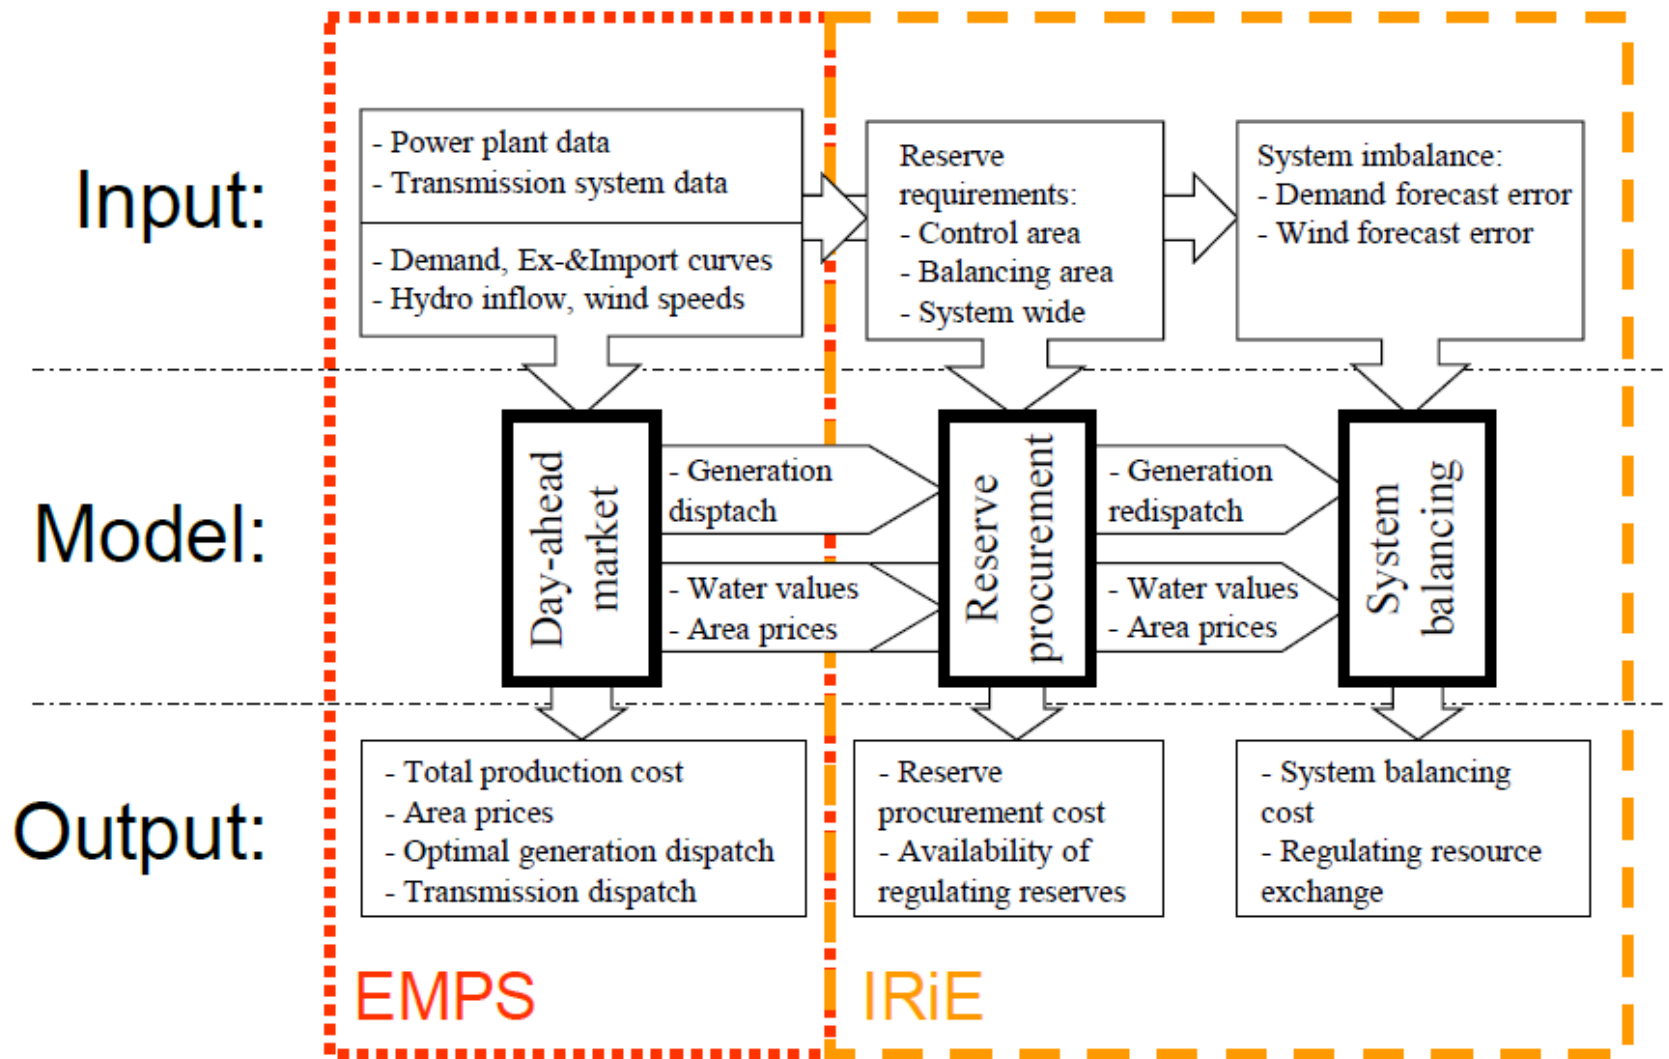 Input:
- Power plant data
- Transmission system data
- Demand, Ex-&Import curves
- Hydro inflow, wind speeds
Reserve
requirements:
- Control area
- Balancing area
- System wide
System imbalance:
- Demand forecast error
- Wind forecast error
Model:
Day-ahead
market
- Generation
disptach
- Water values
- Area prices
Reserve
procurement
- Generation
redispatch
- Water values
- Area prices
System
balancing
Output:
- Total production cost
- Area prices
- Optimal generation dispatch
- Transmission dispatch
- Reserve
procurement cost
- Availability of
regulating reserves
- System balancing
cost
- Regulating resource
exchange
EMPS
IRiE